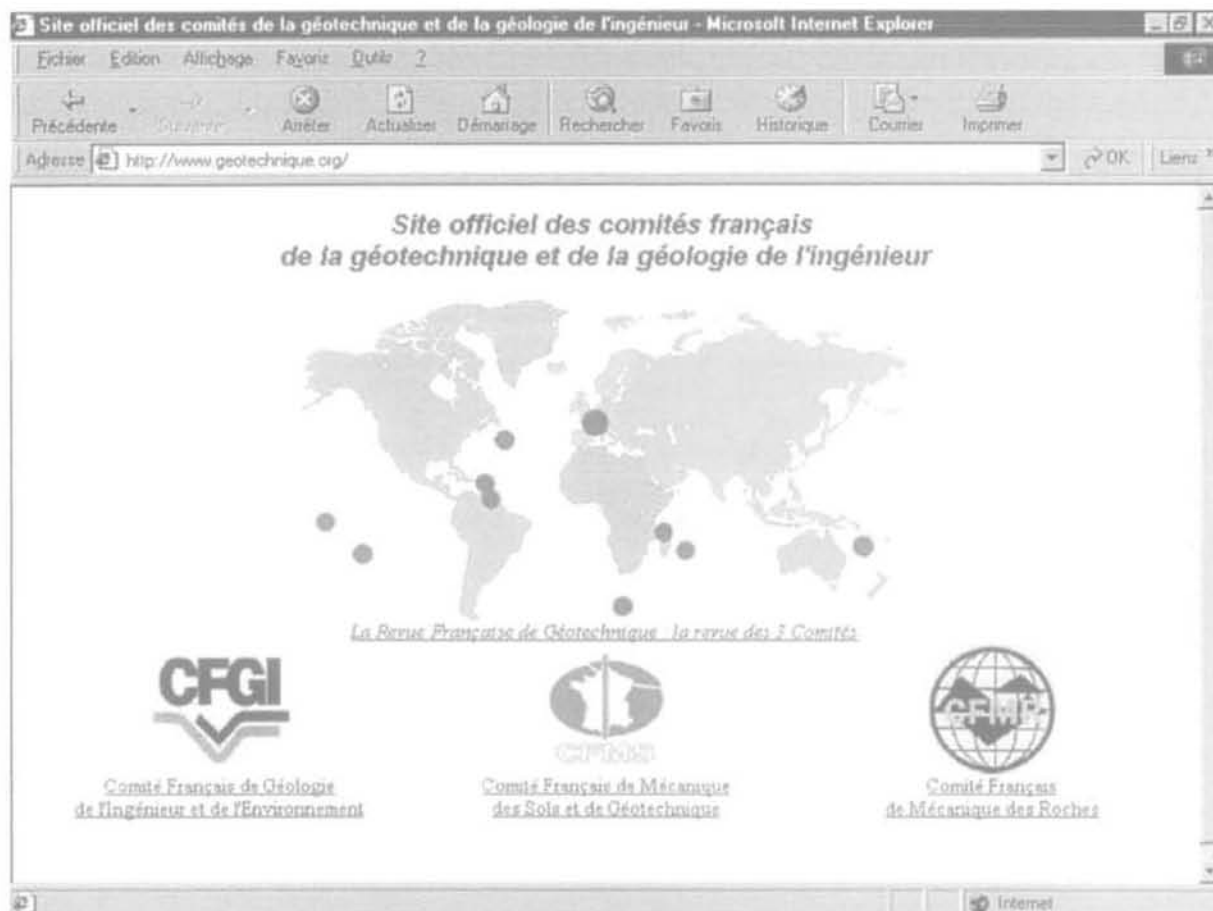 Site officiel des comités de la géotechnique et de la géologie de l'ingénieur - Microsoft Internet Explorer
Fichier Edition Affichage Favoris Outils ?
Précédente Suivante Arrêter Actualiser Démarrage Rechercher Favoris Historique Courrier Imprimer
Adresse http://www.geotechnique.org/ OK Liens »
Site officiel des comités français
de la géotechnique et de la géologie de l'ingénieur
La Revue Française de Géotechnique : la revue des 3 Comités
CFGI CFMS CFMR
Comité Français de Géologie
de l'Ingénieur et de l'Environnement
Comité Français de Mécanique
des Sols et de Géotechnique
Comité Français
de Mécanique des Roches
Internet